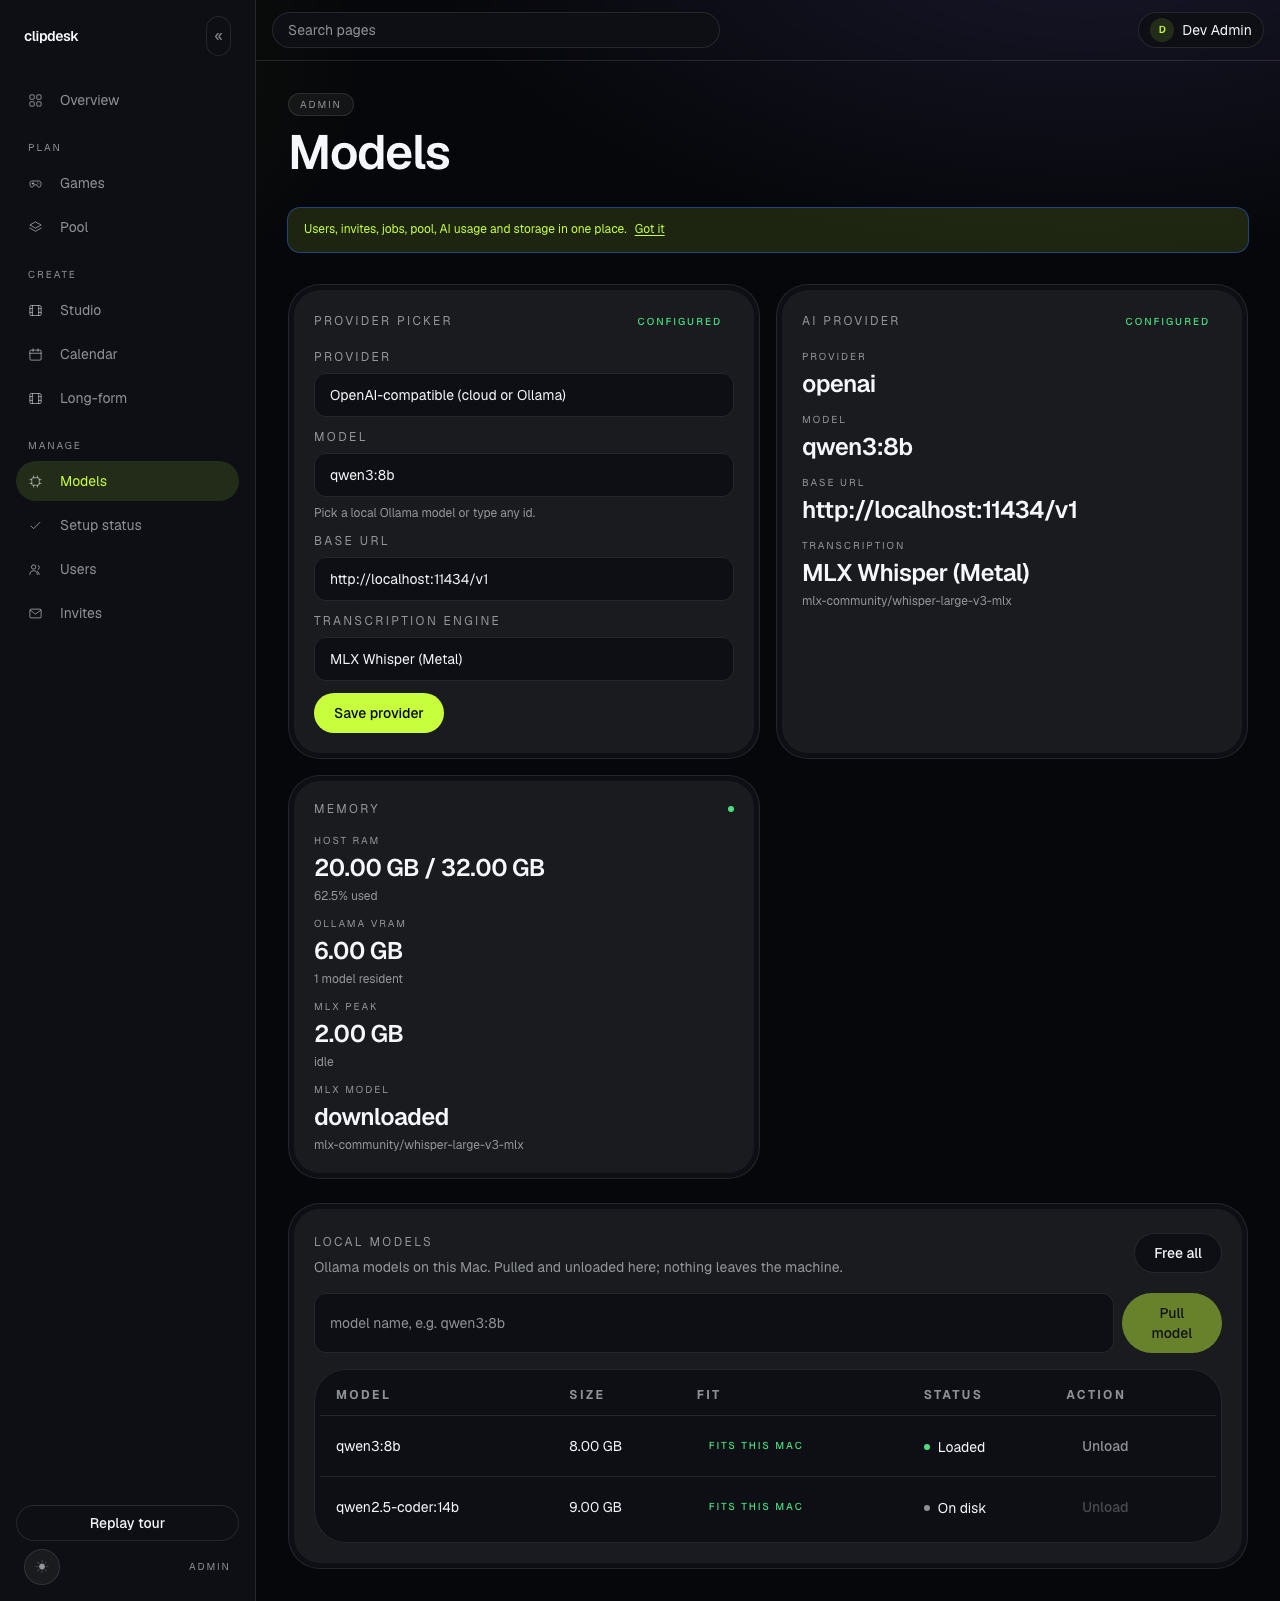 clipdesk
«
Search pages
D
Dev Admin
Overview
PLAN
Games
Pool
CREATE
Studio
Calendar
Long-form
MANAGE
Models
Setup status
Users
Invites
Replay tour
ADMIN
ADMIN
Models
Users, invites, jobs, pool, AI usage and storage in one place. Got it
PROVIDER PICKER
CONFIGURED
PROVIDER
OpenAI-compatible (cloud or Ollama)
MODEL
qwen3:8b
Pick a local Ollama model or type any id.
BASE URL
http://localhost:11434/v1
TRANSCRIPTION ENGINE
MLX Whisper (Metal)
Save provider
AI PROVIDER
CONFIGURED
PROVIDER
openai
MODEL
qwen3:8b
BASE URL
http://localhost:11434/v1
TRANSCRIPTION
MLX Whisper (Metal)
mlx-community/whisper-large-v3-mlx
MEMORY
HOST RAM
20.00 GB / 32.00 GB
62.5% used
OLLAMA VRAM
6.00 GB
1 model resident
MLX PEAK
2.00 GB
idle
MLX MODEL
downloaded
mlx-community/whisper-large-v3-mlx
LOCAL MODELS
Ollama models on this Mac. Pulled and unloaded here; nothing leaves the machine.
Free all
model name, e.g. qwen3:8b
Pull
model
MODEL SIZE FIT STATUS ACTION
qwen3:8b 8.00 GB FITS THIS MAC Loaded Unload
qwen2.5-coder:14b 9.00 GB FITS THIS MAC On disk Unload